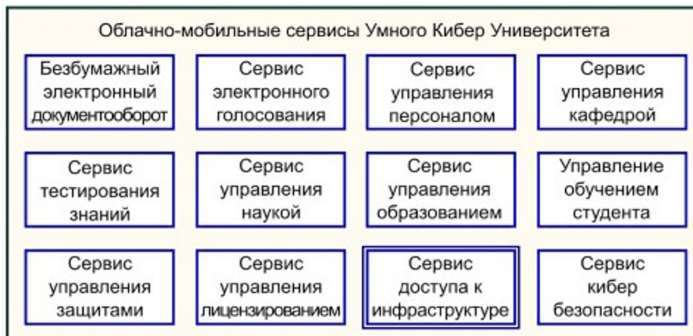 Облачно-мобильные сервисы Умного Кибер Университета
Безбумажный
электронный
документооборот
Сервис
электронного
голосования
Сервис
управления
персоналом
Сервис
управления
кафедрой
Сервис
тестирования
знаний
Сервис
управления
наукой
Сервис
управления
образованием
Управление
обучением
студента
Сервис
управления
защитами
Сервис
управления
лицензированием
Сервис
доступа к
инфраструктуре
Сервис
кибер
безопасности